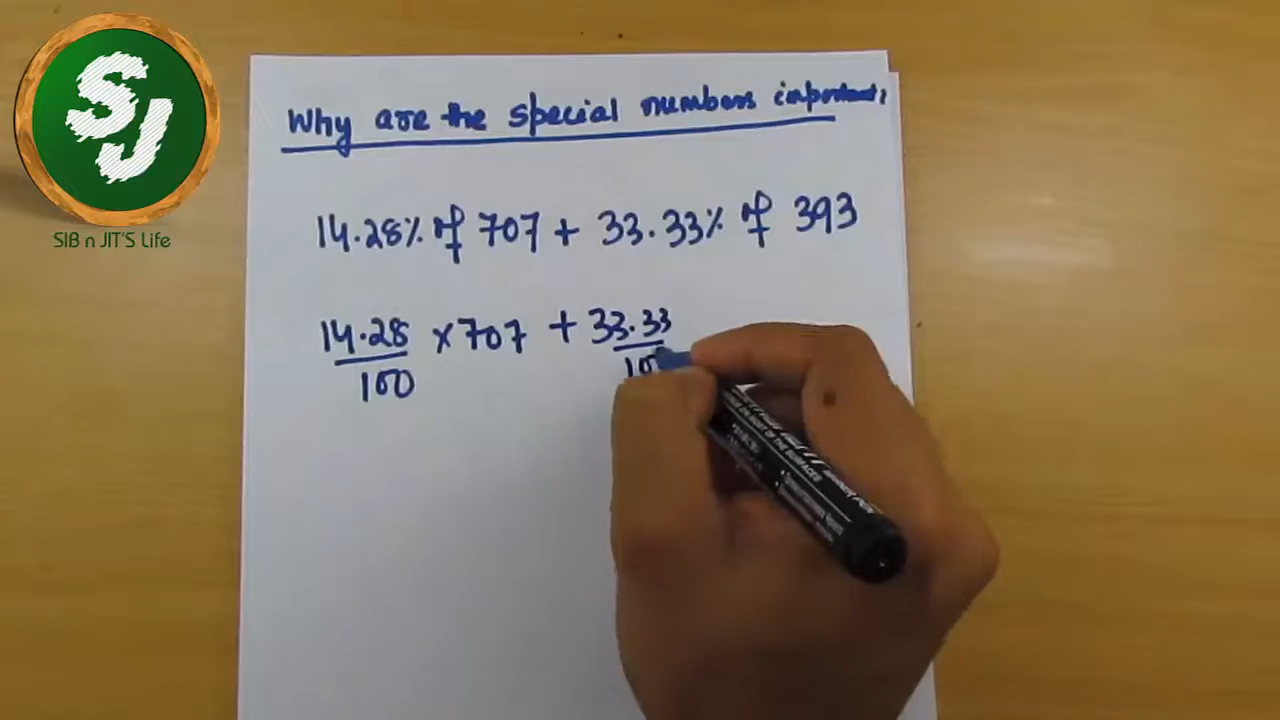 SJ
SIB n JIT'S Life
Why are the special numbers important?
14.28% of 707 + 33.33% of 393
14.28 × 707 + 33.33
100 100